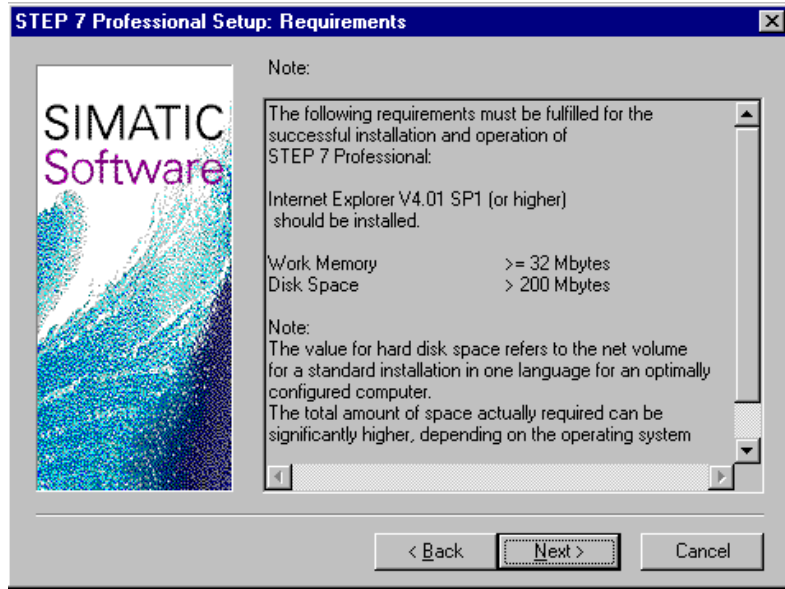 STEP 7 Professional Setup: Requirements
SIMATIC
Software
Note:
The following requirements must be fulfilled for the
successful installation and operation of
STEP 7 Professional:
Internet Explorer V4.01 SP1 (or higher)
should be installed.
Work Memory >= 32 Mbytes
Disk Space > 200 Mbytes
Note:
The value for hard disk space refers to the net volume
for a standard installation in one language for an optimally
configured computer.
The total amount of space actually required can be
significantly higher, depending on the operating system
< Back
Next >
Cancel